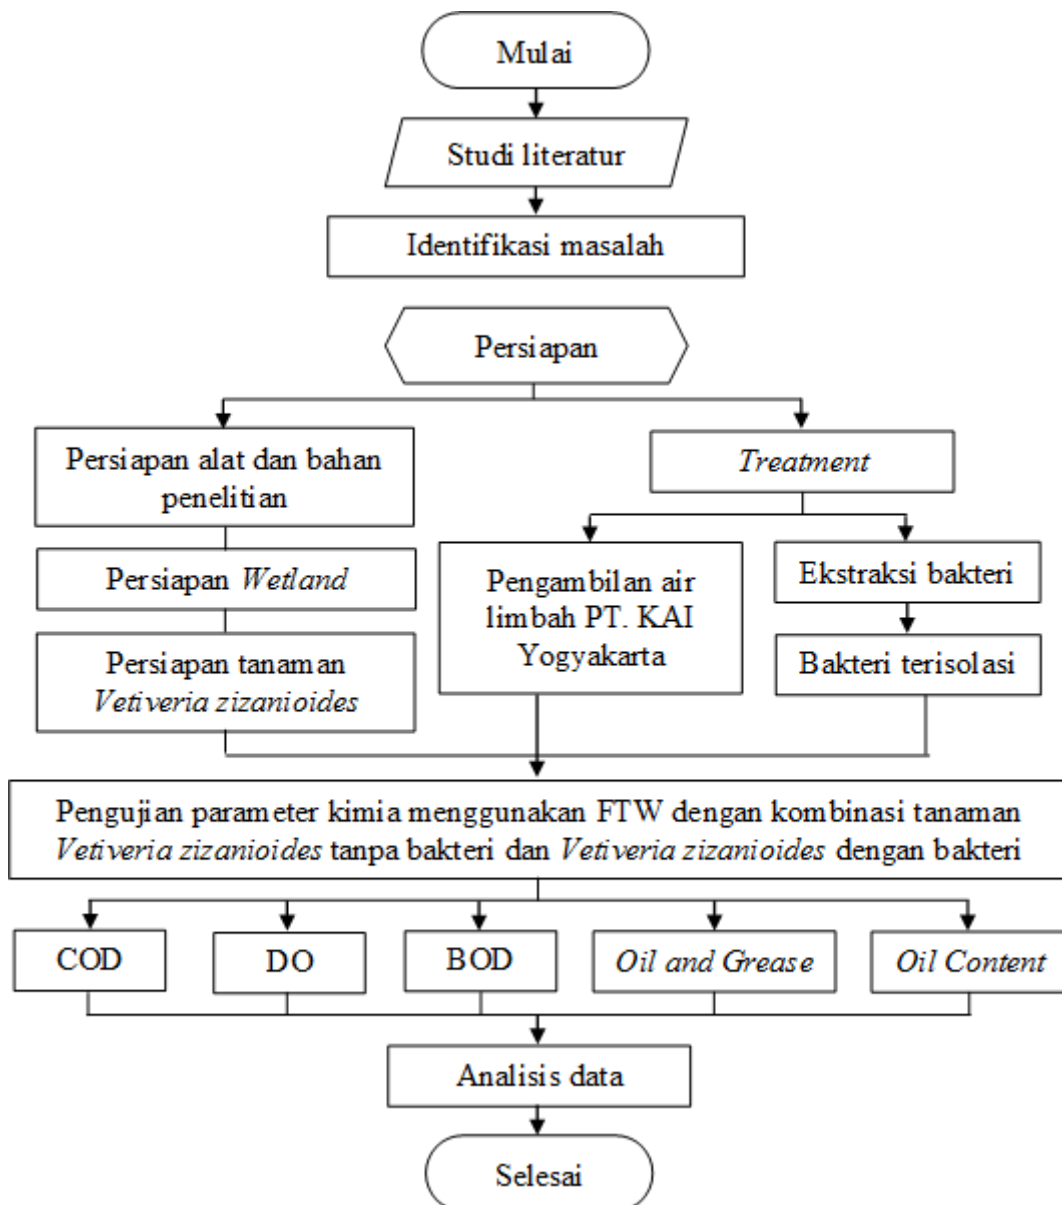 Mulai
Studi literatur
Identifikasi masalah
Persiapan
Persiapan alat dan bahan
penelitian
Persiapan Wetland
Persiapan tanaman
Vetiveria zizanioides
Treatment
Pengambilan air
limbah PT. KAI
Yogyakarta
Ekstraksi bakteri
Bakteri terisolasi
Pengujian parameter kimia menggunakan FTW dengan kombinasi tanaman
Vetiveria zizanioides tanpa bakteri dan Vetiveria zizanioides dengan bakteri
COD
DO
BOD
Oil and Grease
Oil Content
Analisis data
Selesai